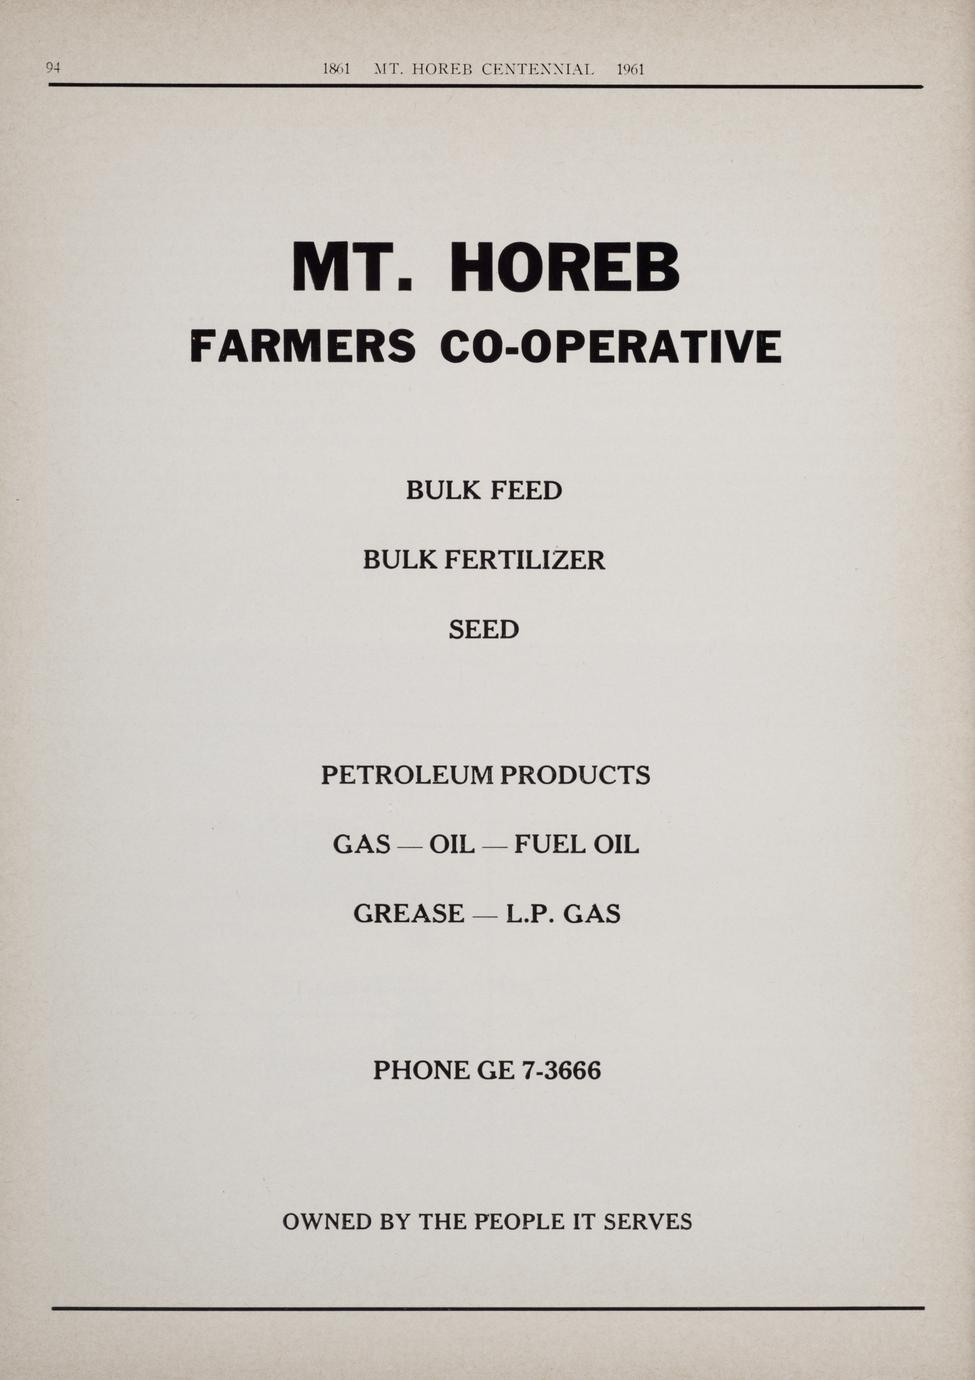 94
1861 MT. HOREB CENTENNIAL 1961
MT. HOREB
FARMERS CO-OPERATIVE
BULK FEED
BULK FERTILIZER
SEED
PETROLEUM PRODUCTS
GAS — OIL — FUEL OIL
GREASE — L.P. GAS
PHONE GE 7-3666
OWNED BY THE PEOPLE IT SERVES